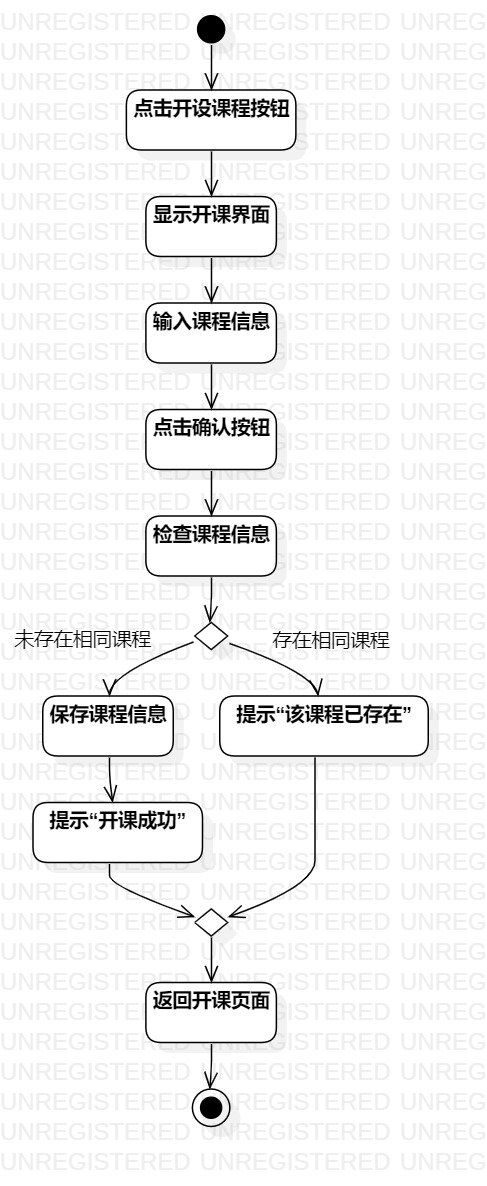 点击开设课程按钮
显示开课界面
输入课程信息
点击确认按钮
检查课程信息
未存在相同课程
存在相同课程
保存课程信息
提示“该课程已存在”
提示“开课成功”
返回开课页面
UNREGISTERED